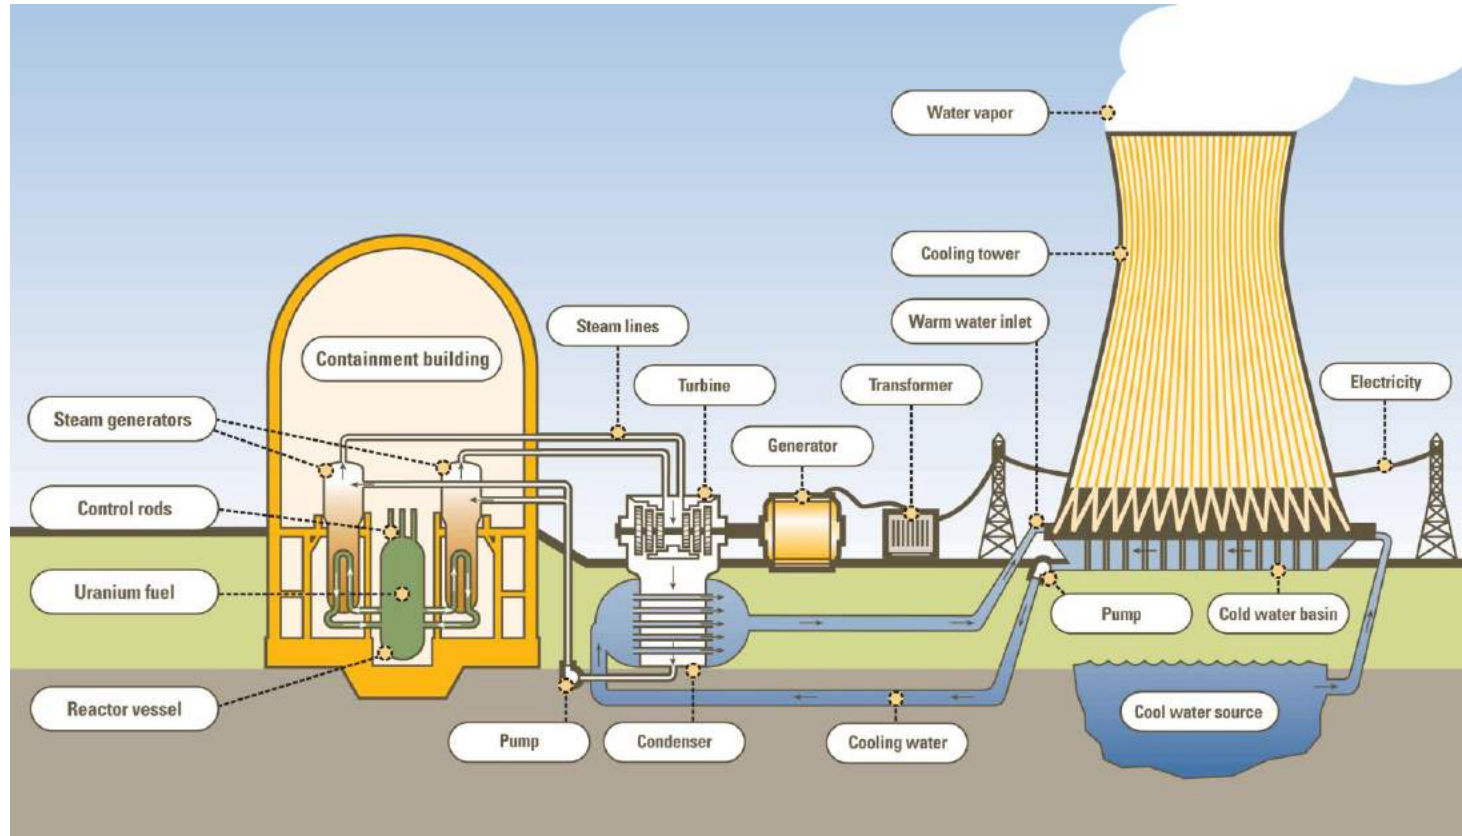 Water vapor
Cooling tower
Steam lines
Warm water inlet
Containment building
Turbine
Transformer
Electricity
Steam generators
Generator
Control rods
Uranium fuel
Pump
Cold water basin
Reactor vessel
Cool water source
Pump
Condenser
Cooling water